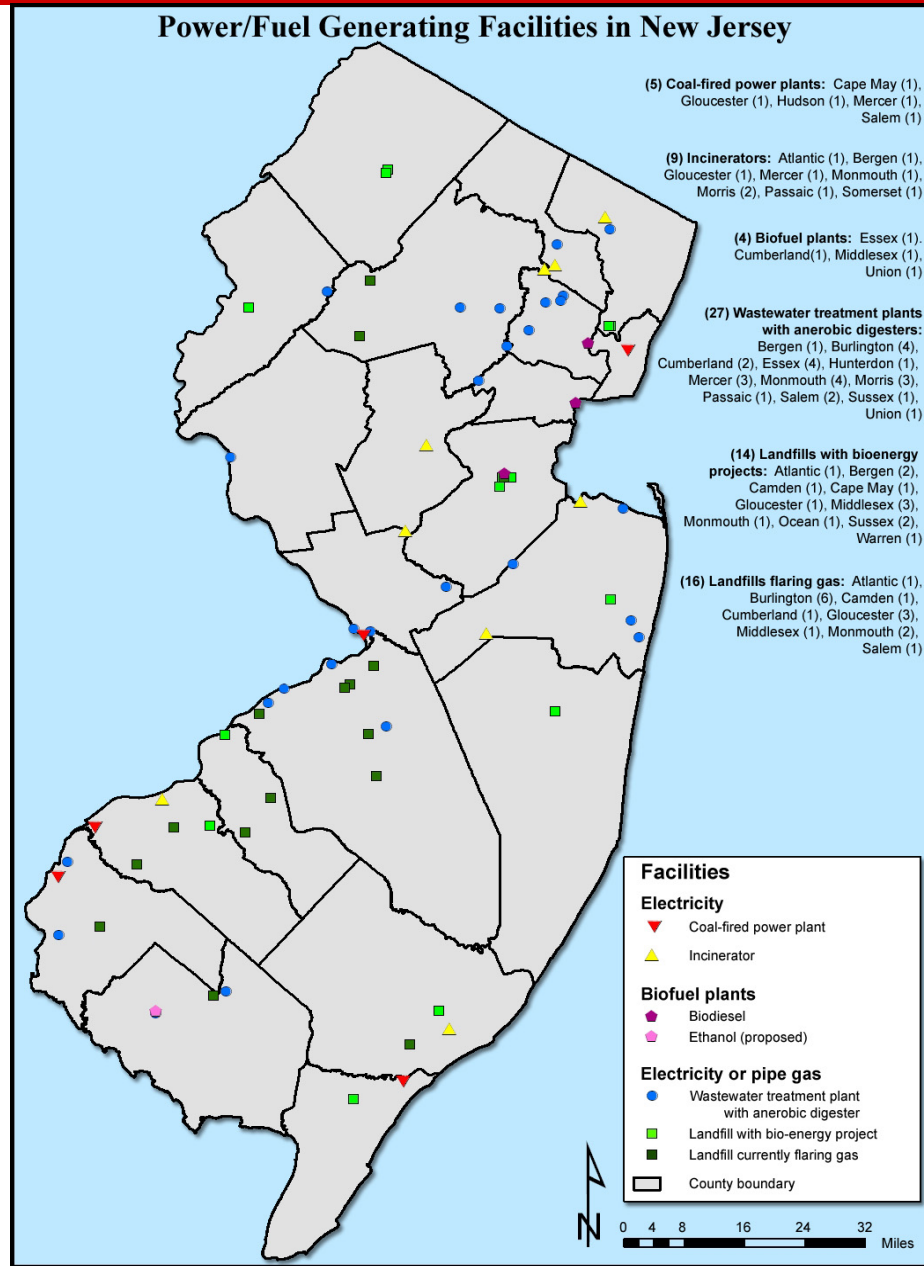 Power/Fuel Generating Facilities in New Jersey
(5) Coal-fired power plants: Cape May (1),
Gloucester (1), Hudson (1), Mercer (1),
Salem (1)
(9) Incinerators: Atlantic (1), Bergen (1),
Gloucester (1), Mercer (1), Monmouth (1),
Morris (2), Passaic (1), Somerset (1)
(4) Biofuel plants: Essex (1).
Cumberland(1), Middlesex (1),
Union (1)
(27) Wastewater treatment plants
with anerobic digesters:
Bergen (1), Burlington (4),
Cumberland (2), Essex (4), Hunterdon (1),
Mercer (3), Monmouth (4), Morris (3),
Passaic (1), Salem (2), Sussex (1),
Union (1)
(14) Landfills with bioenergy
projects: Atlantic (1), Bergen (2),
Camden (1), Cape May (1),
Gloucester (1), Middlesex (3),
Monmouth (1), Ocean (1), Sussex (2),
Warren (1)
(16) Landfills flaring gas: Atlantic (1),
Burlington (6), Camden (1),
Cumberland (1), Gloucester (3),
Middlesex (1), Monmouth (2),
Salem (1)
Facilities
Electricity
Coal-fired power plant
Incinerator
Biofuel plants
Biodiesel
Ethanol (proposed)
Electricity or pipe gas
Wastewater treatment plant
with anerobic digester
Landfill with bio-energy project
Landfill currently flaring gas
County boundary
N
0 4 8 16 24 32
Miles